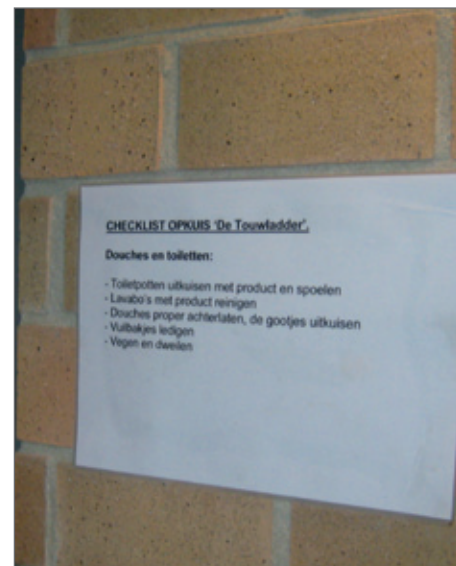 CHECKLIST OPKUIS 'De Touwladder'.
Douches en toiletten:
- Toiletpotten uitkuisen met product en spoelen
- Lavabo's met product reinigen
- Douches proper achterlaten, de gootjes uitkuisen
- Vuilbakjes ledigen
- Vegen en dweilen